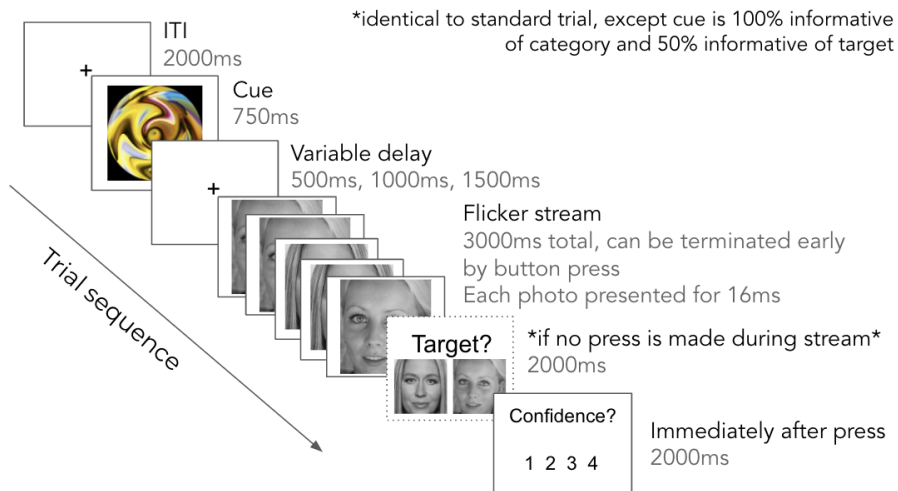 *identical to standard trial, except cue is 100% informative
of category and 50% informative of target
ITI
2000ms
Cue
750ms
Variable delay
500ms, 1000ms, 1500ms
Flicker stream
3000ms total, can be terminated early
by button press
Each photo presented for 16ms
Trial sequence
Target?
*if no press is made during stream*
2000ms
Confidence?
1 2 3 4
Immediately after press
2000ms